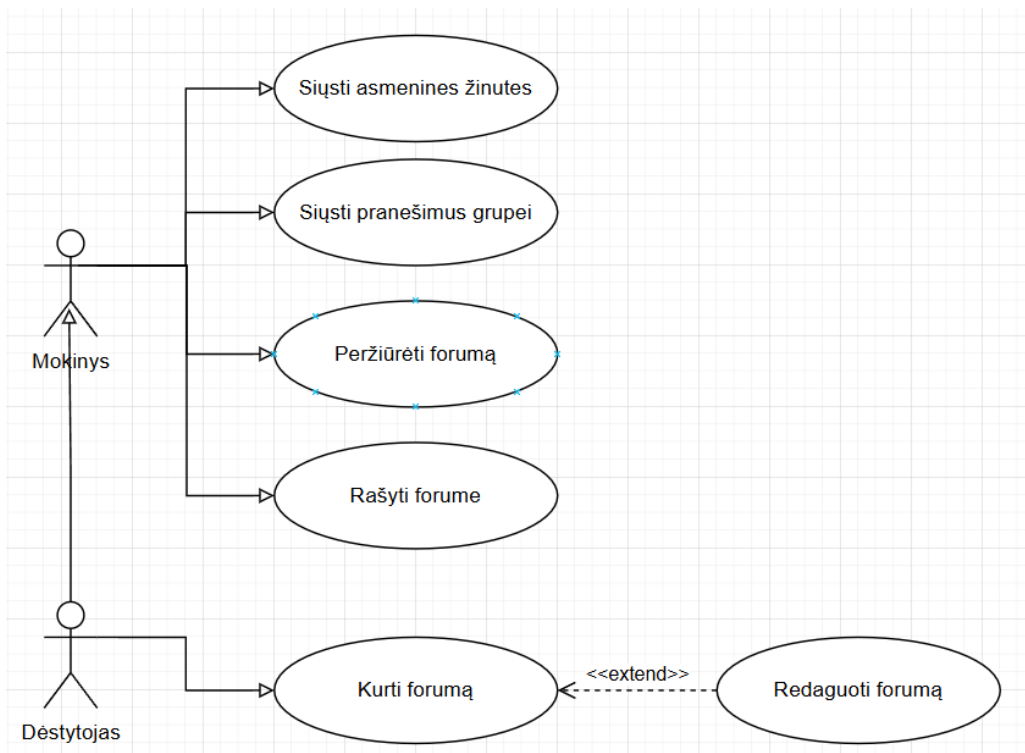 Siųsti asmenines žinutes
Siųsti pranešimus grupei
Peržiūrėti forumą
Mokinys
Rašyti forume
Kurti forumą
<<extend>>
Redaguoti forumą
Dėstytojas